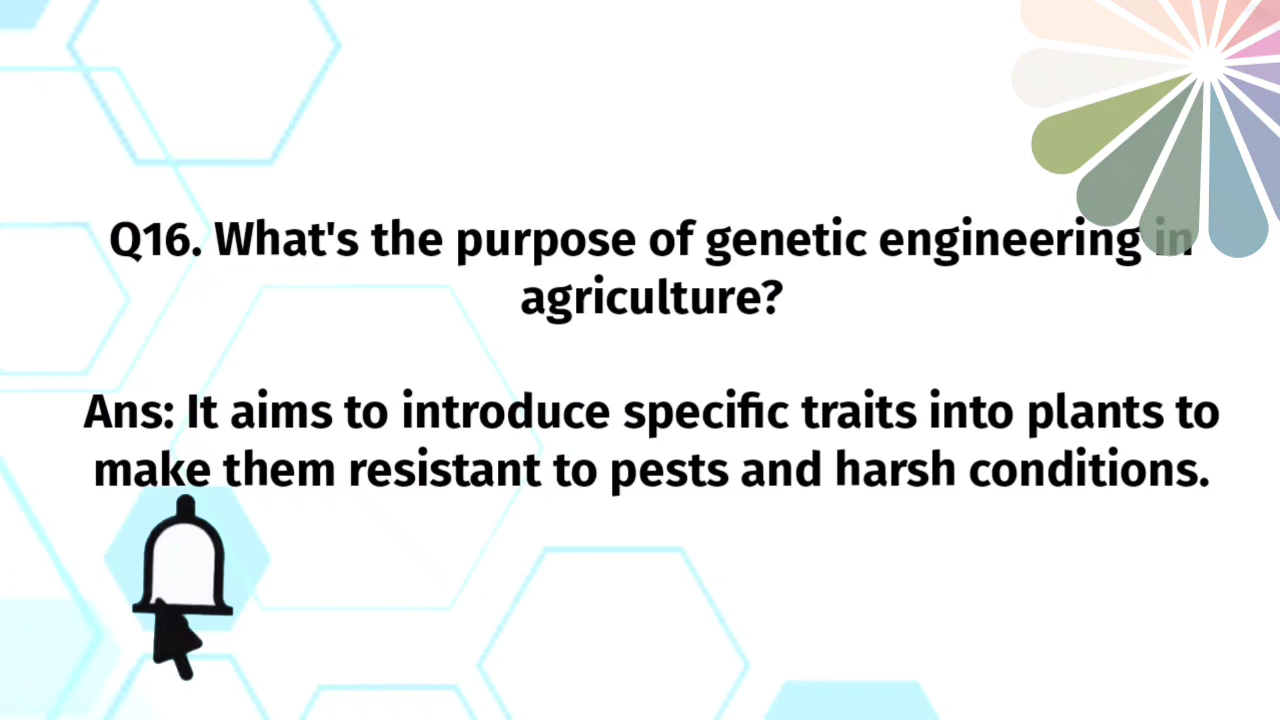 Q16. What's the purpose of genetic engineering in
agriculture?
Ans: It aims to introduce specific traits into plants to
make them resistant to pests and harsh conditions.